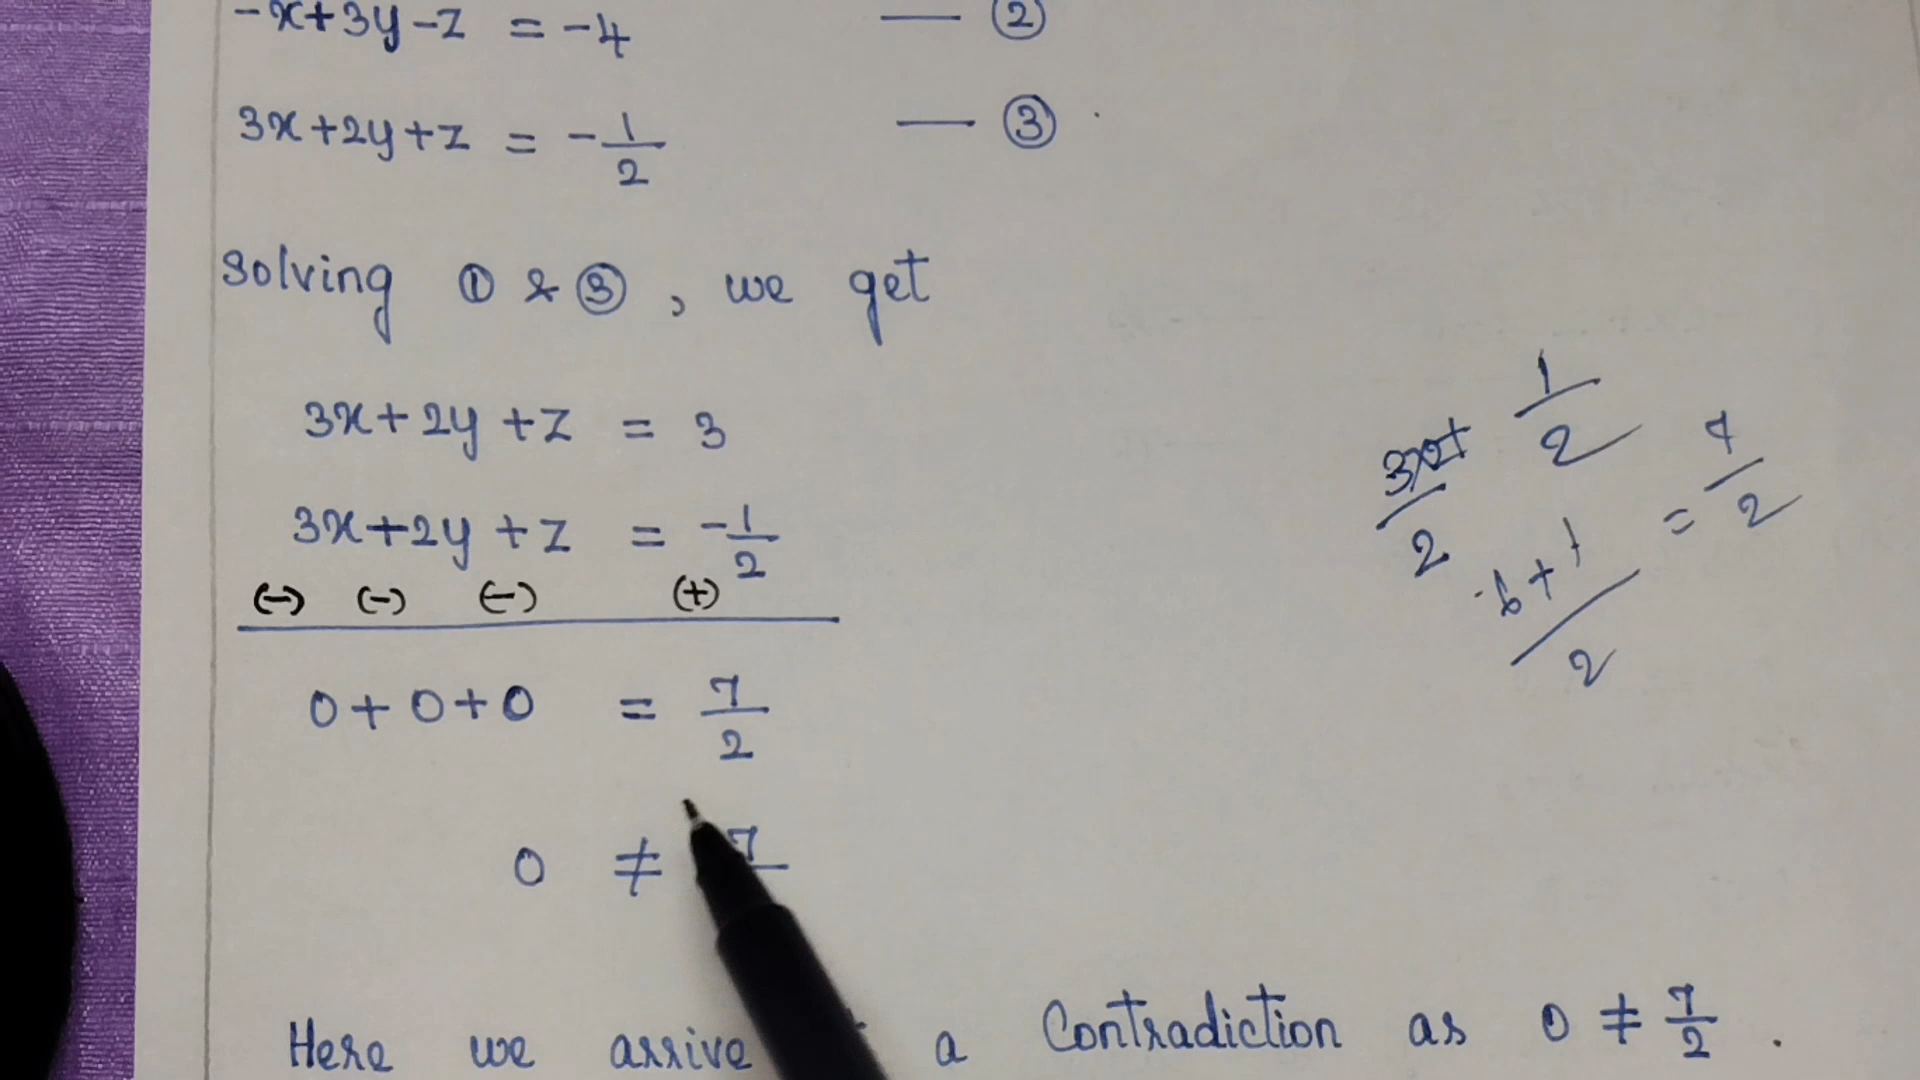 -x+3y-z = -4 — ②
3x+2y+z = -1/2 — ③
Solving ① & ③, we get
3x+2y+z = 3
3x+2y+z = -1/2
(-) (-) (-) (+)
0+0+0 = 7/2
0 ≠ 7
Here we arrive a Contradiction as 0 ≠ 7/2.
3×2/2 + 1/2
6+1/2 = 7/2